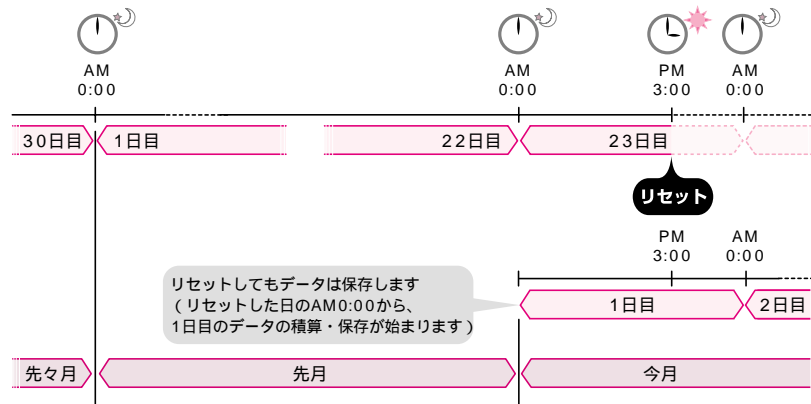 AM
0:00
AM
0:00
PM
3:00
AM
0:00
30日目
1日目
22日目
23日目
リセット
PM
3:00
AM
0:00
リセットしてもデータは保存します
(リセットした日のAM0:00から、
1日目のデータの積算・保存が始まります)
1日目
2日目
先々月
先月
今月